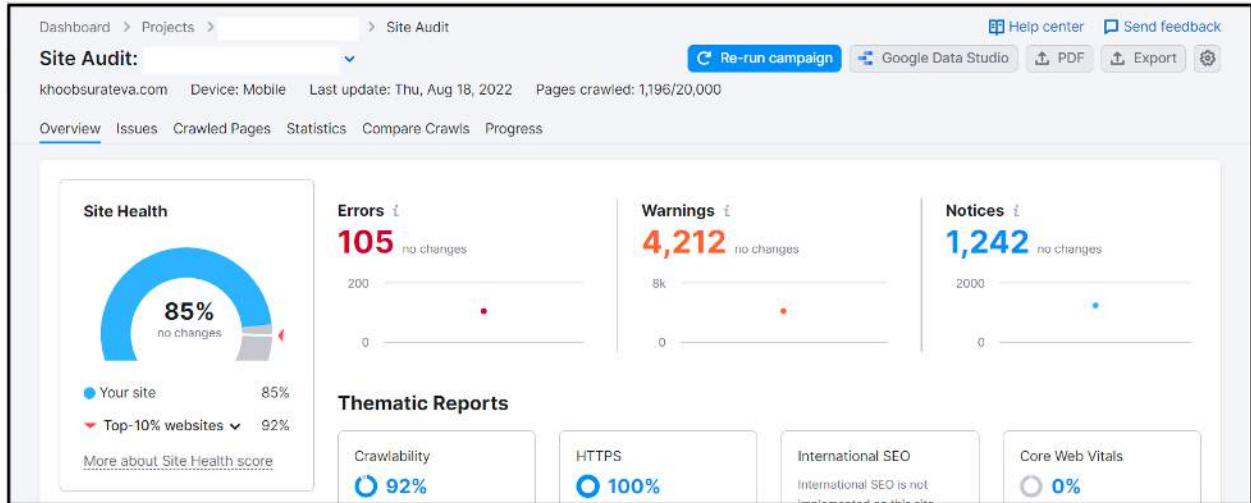 Dashboard > Projects > > Site Audit
Help center Send feedback
Site Audit:
Re-run campaign Google Data Studio PDF Export
khoobsurateva.com Device: Mobile Last update: Thu, Aug 18, 2022 Pages crawled: 1,196/20,000
Overview Issues Crawled Pages Statistics Compare Crawls Progress
Site Health
85%
no changes
Your site 85%
Top-10% websites 92%
More about Site Health score
Errors i
105 no changes
200
0
Warnings i
4,212 no changes
8k
0
Notices i
1,242 no changes
2000
0
Thematic Reports
Crawlability
92%
HTTPS
100%
International SEO
International SEO is not
implemented on this site
Core Web Vitals
0%